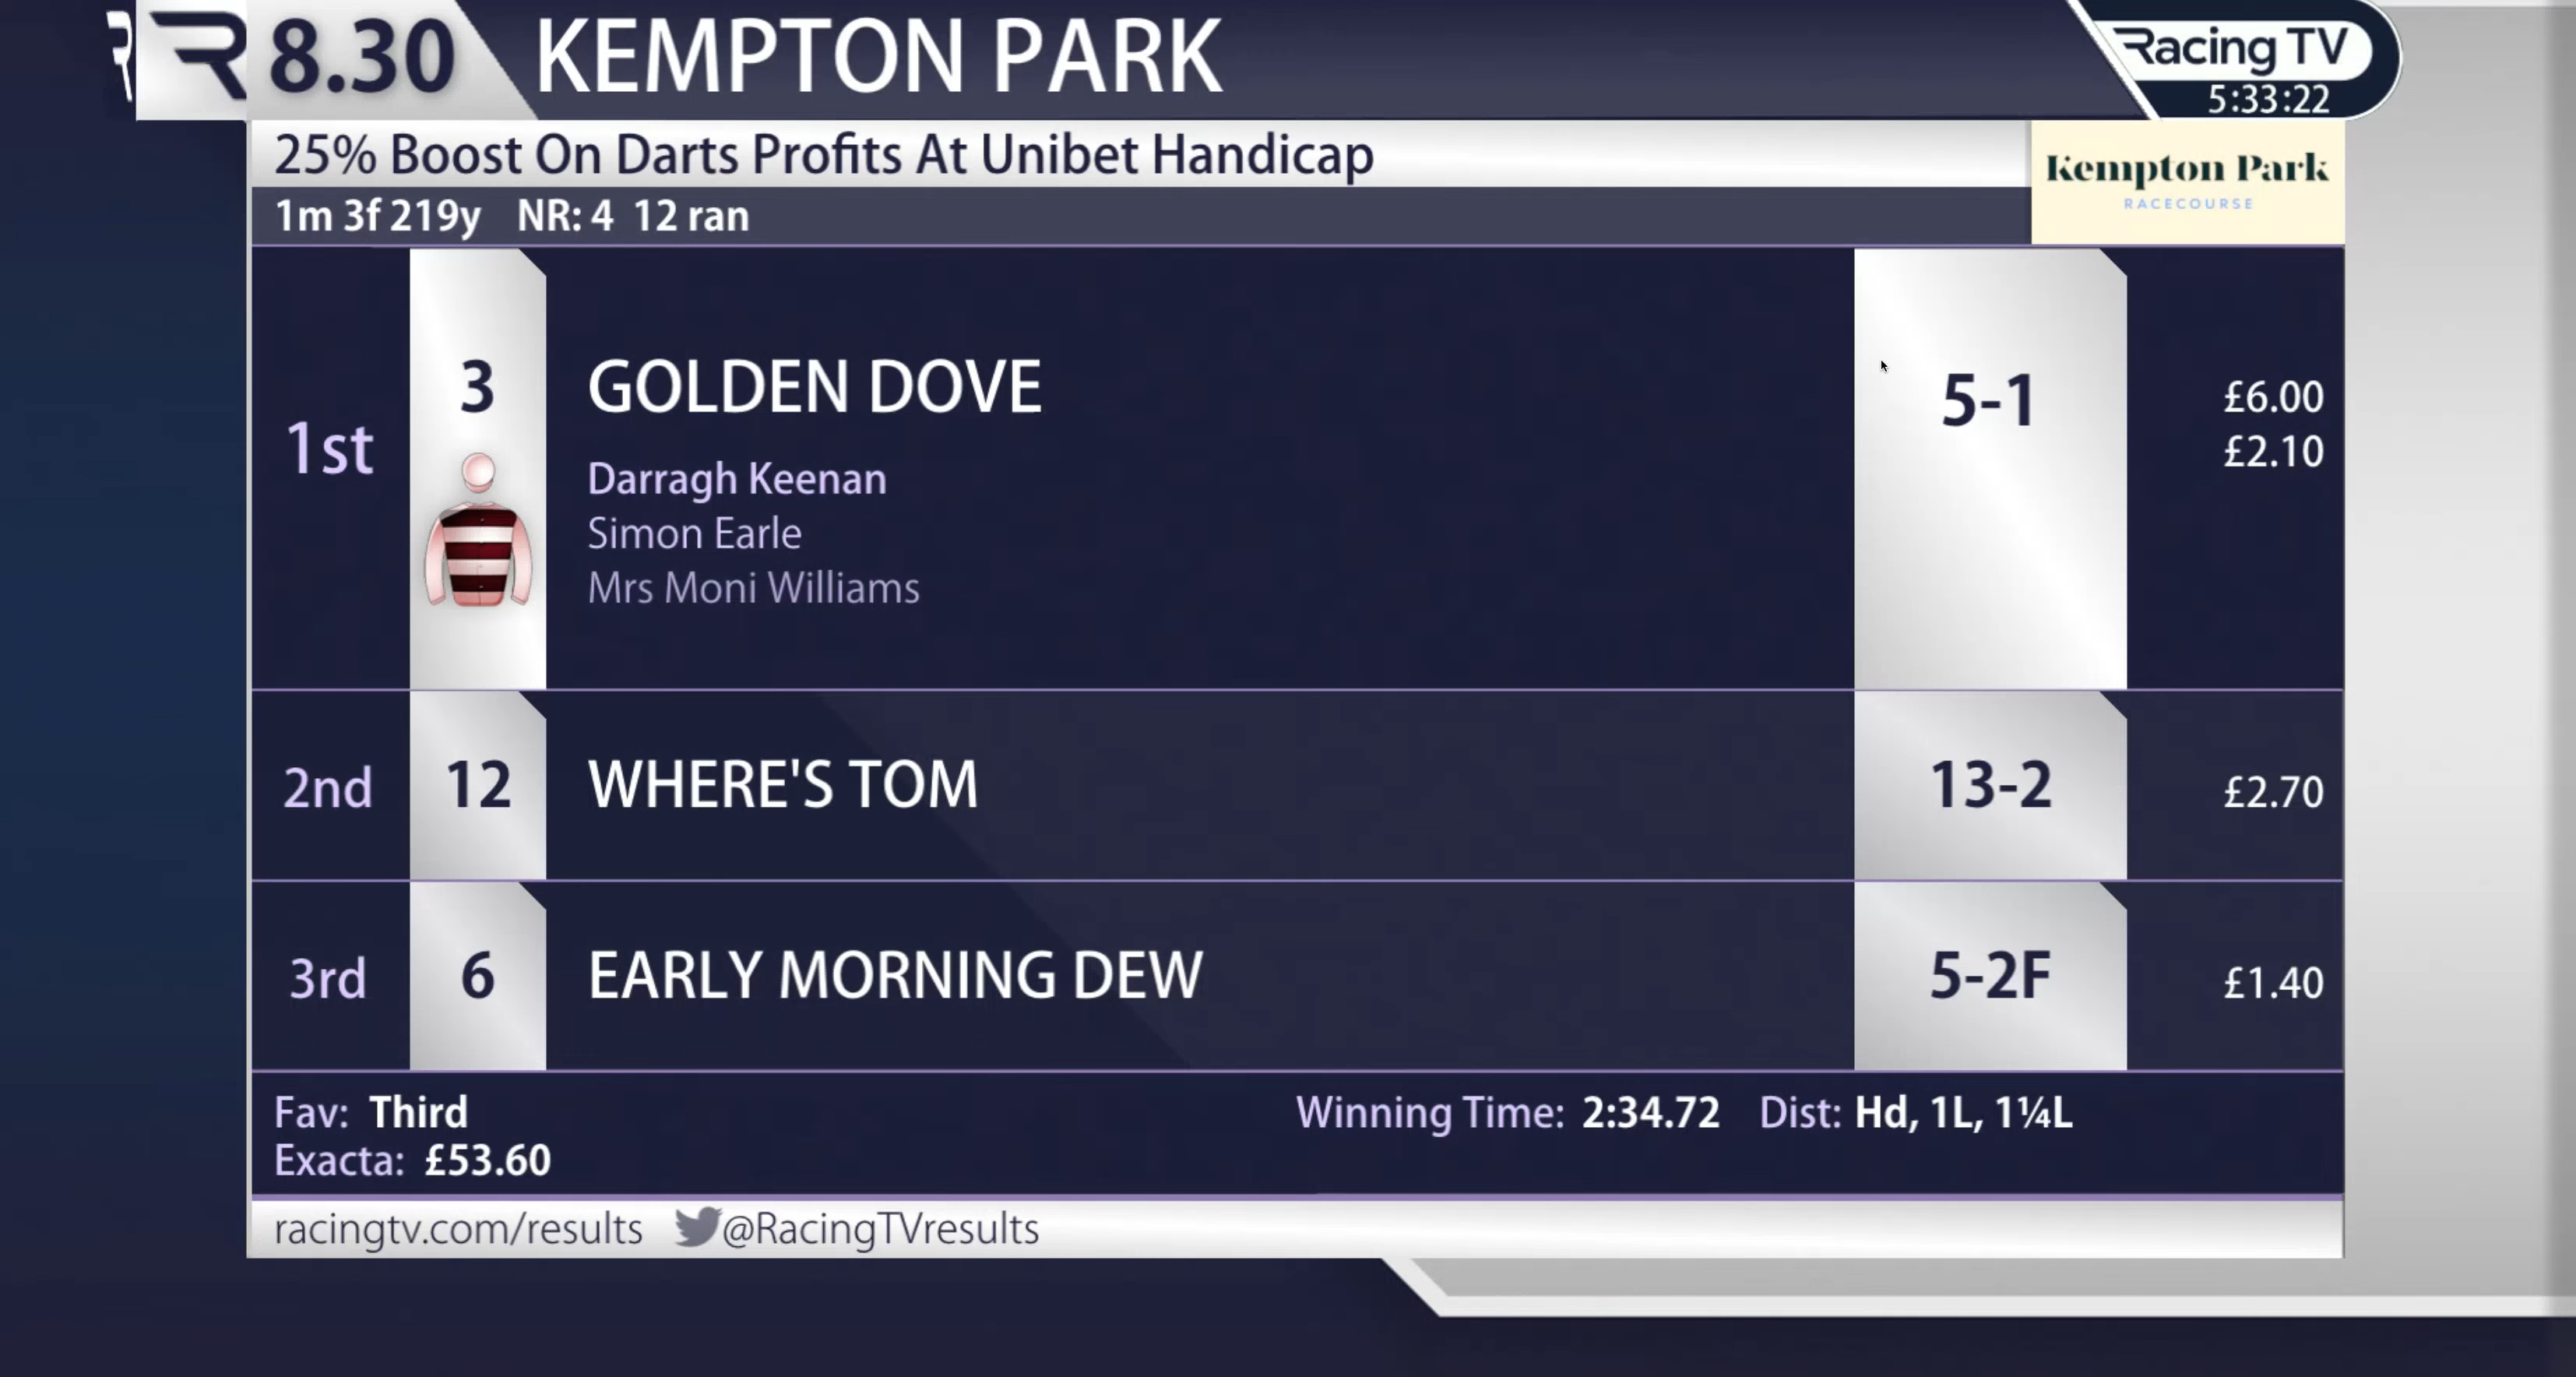 8.30 KEMPTON PARK
Racing TV
5:33:22
25% Boost On Darts Profits At Unibet Handicap
Kempton Park
RACECOURSE
1m 3f 219y NR: 4 12 ran
1st 3 GOLDEN DOVE 5-1 £6.00
£2.10
Darragh Keenan
Simon Earle
Mrs Moni Williams
2nd 12 WHERE'S TOM 13-2 £2.70
3rd 6 EARLY MORNING DEW 5-2F £1.40
Fav: Third Winning Time: 2:34.72 Dist: Hd, 1L, 1¼L
Exacta: £53.60
racingtv.com/results @RacingTVresults